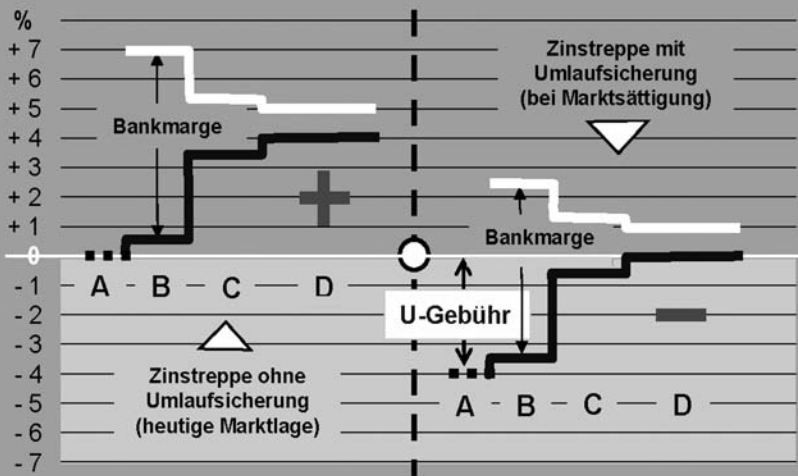 %
+ 7
+ 6
+ 5
+ 4
+ 3
+ 2
+ 1
0
- 1
- 2
- 3
- 4
- 5
- 6
- 7
Bankmarge
A
B
C
D
Zinstreppe ohne
Umlaufsicherung
(heutige Marktlage)
Zinstreppe mit
Umlaufsicherung
(bei Marktsättigung)
Bankmarge
U-Gebühr
A
B
C
D